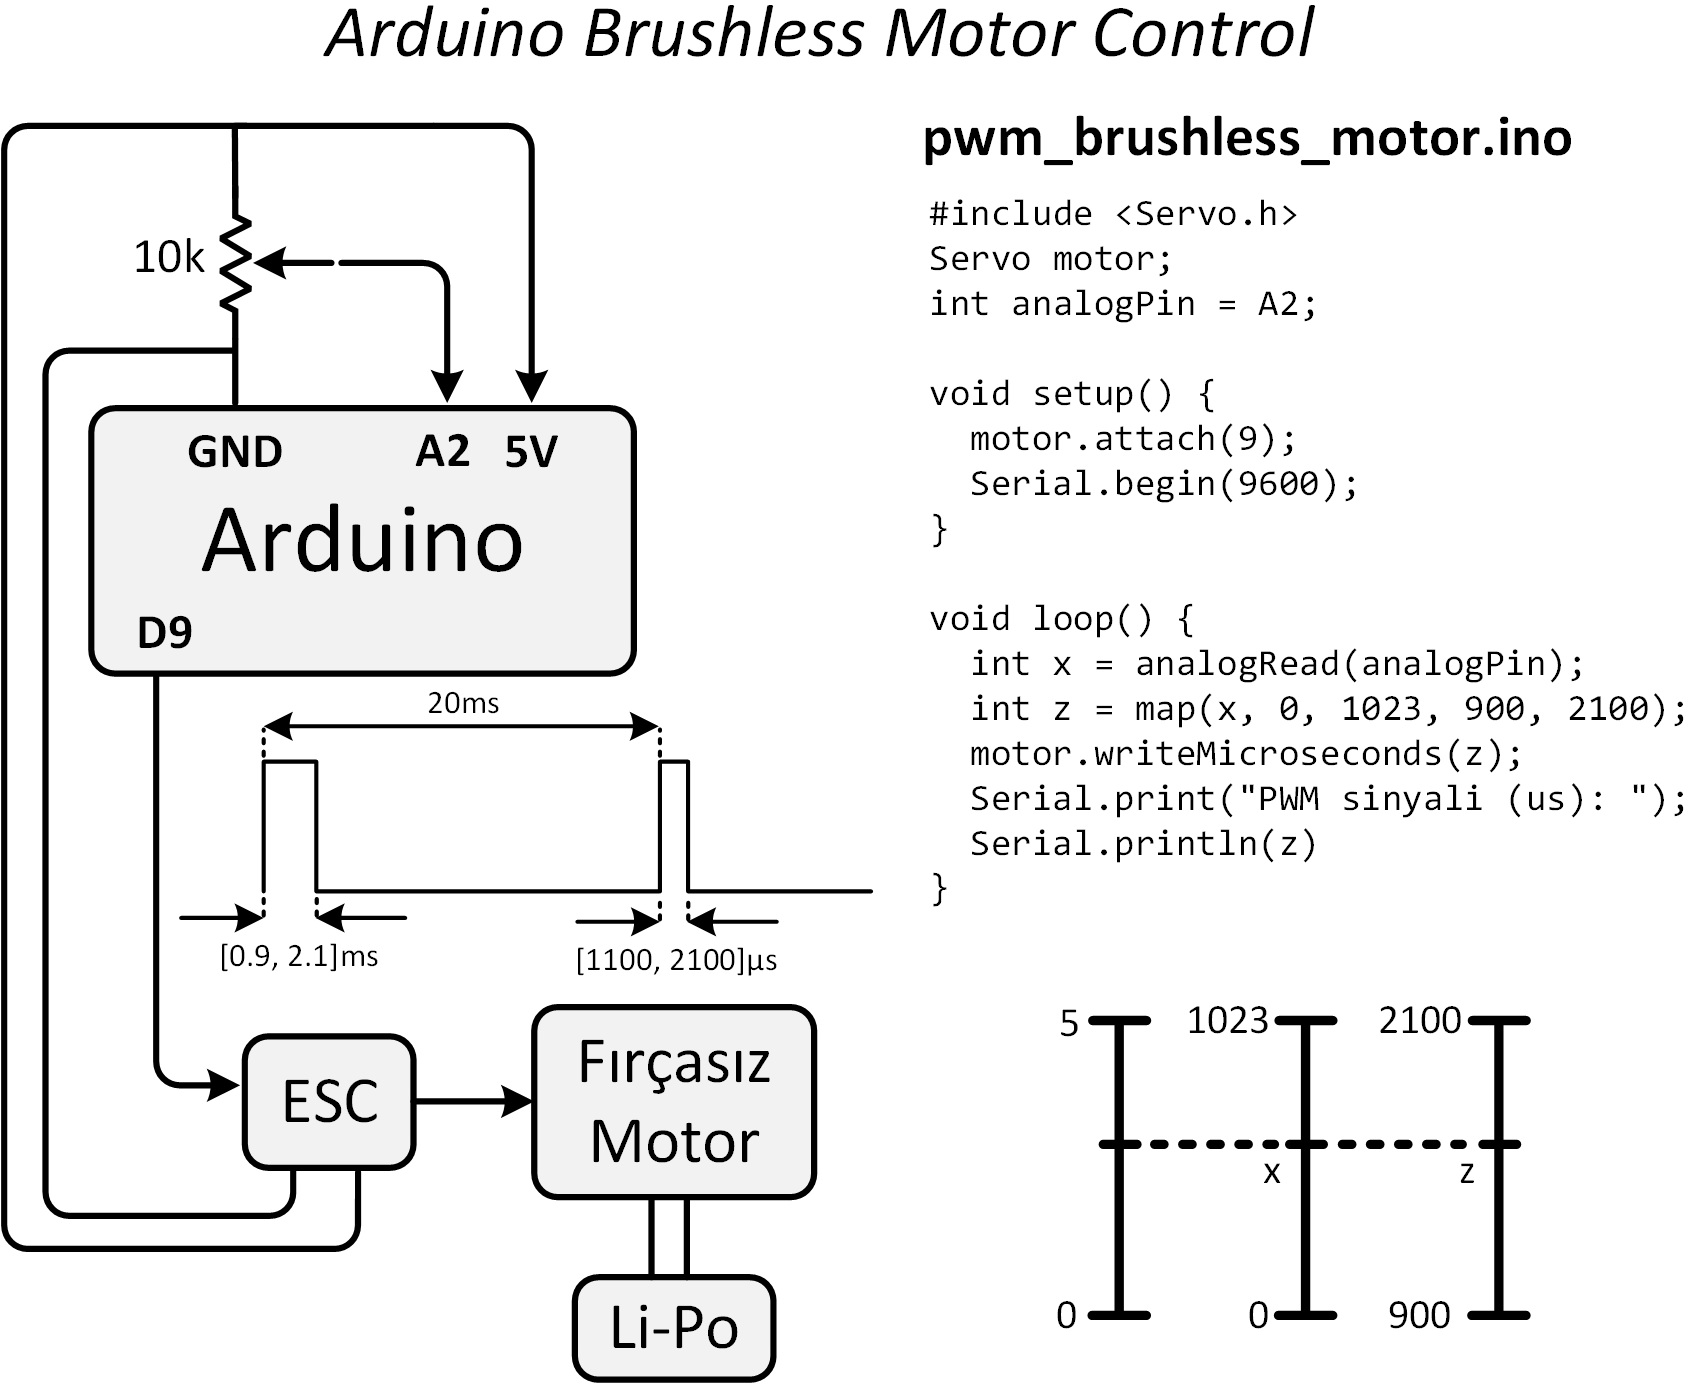 Arduino Brushless Motor Control
10k
GND A2 5V
Arduino
D9
20ms
[0.9, 2.1]ms
[1100, 2100]µs
ESC
Fırçasız
Motor
Li-Po
pwm_brushless_motor.ino
#include <Servo.h>
Servo motor;
int analogPin = A2;
void setup() {
  motor.attach(9);
  Serial.begin(9600);
}
void loop() {
  int x = analogRead(analogPin);
  int z = map(x, 0, 1023, 900, 2100);
  motor.writeMicroseconds(z);
  Serial.print("PWM sinyali (us): ");
  Serial.println(z)
}
5 1023 2100
x z
0 0 900